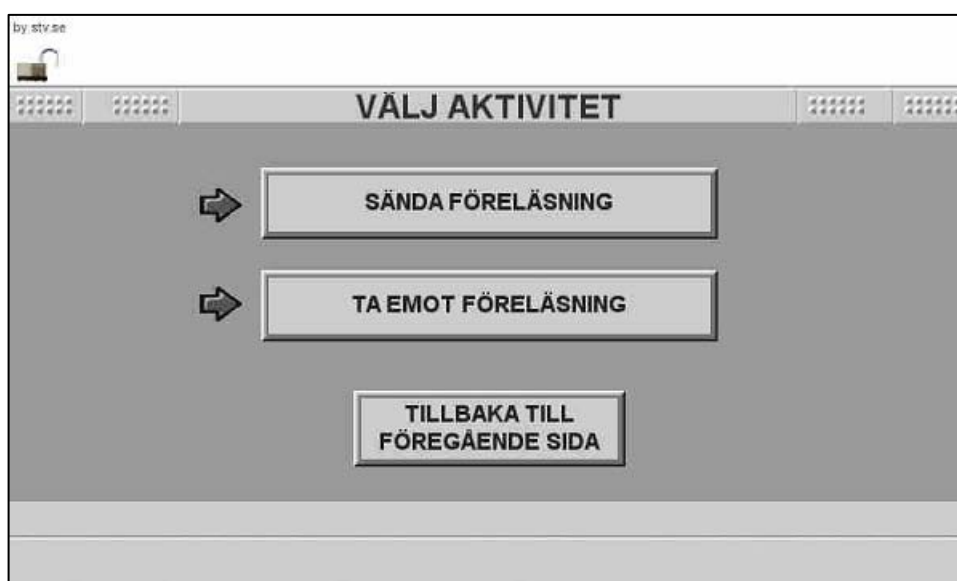 by stv.se
VÄLJ AKTIVITET
SÄNDA FÖRELÄSNING
TA EMOT FÖRELÄSNING
TILLBAKA TILL
FÖREGÅENDE SIDA